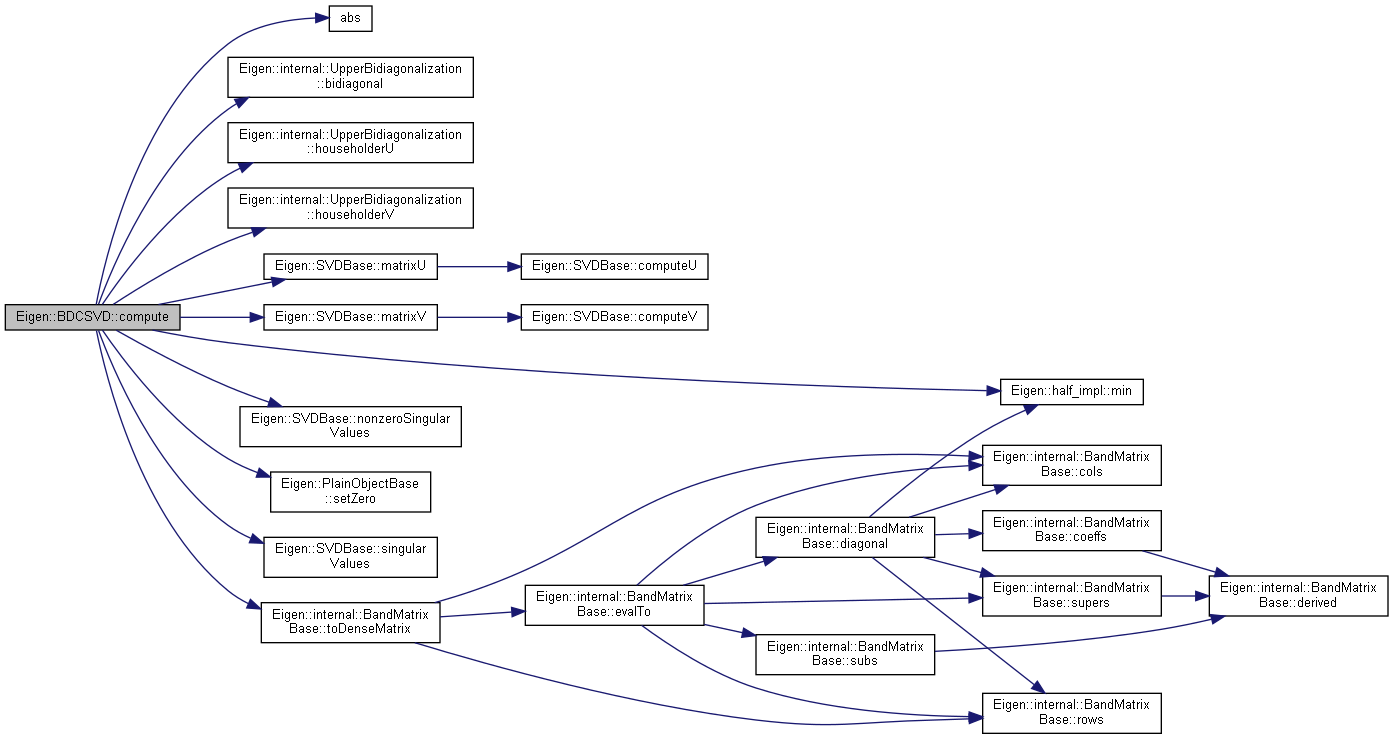 abs
Eigen::internal::UpperBidiagonalization
::bidiagonal
Eigen::internal::UpperBidiagonalization
::householderU
Eigen::internal::UpperBidiagonalization
::householderV
Eigen::SVDBase::matrixU
Eigen::SVDBase::computeU
Eigen::BDCSVD::compute
Eigen::SVDBase::matrixV
Eigen::SVDBase::computeV
Eigen::half_impl::min
Eigen::SVDBase::nonzeroSingular
Values
Eigen::internal::BandMatrix
Base::cols
Eigen::PlainObjectBase
::setZero
Eigen::internal::BandMatrix
Base::diagonal
Eigen::internal::BandMatrix
Base::coeffs
Eigen::SVDBase::singular
Values
Eigen::internal::BandMatrix
Base::supers
Eigen::internal::BandMatrix
Base::derived
Eigen::internal::BandMatrix
Base::toDenseMatrix
Eigen::internal::BandMatrix
Base::evalTo
Eigen::internal::BandMatrix
Base::subs
Eigen::internal::BandMatrix
Base::rows